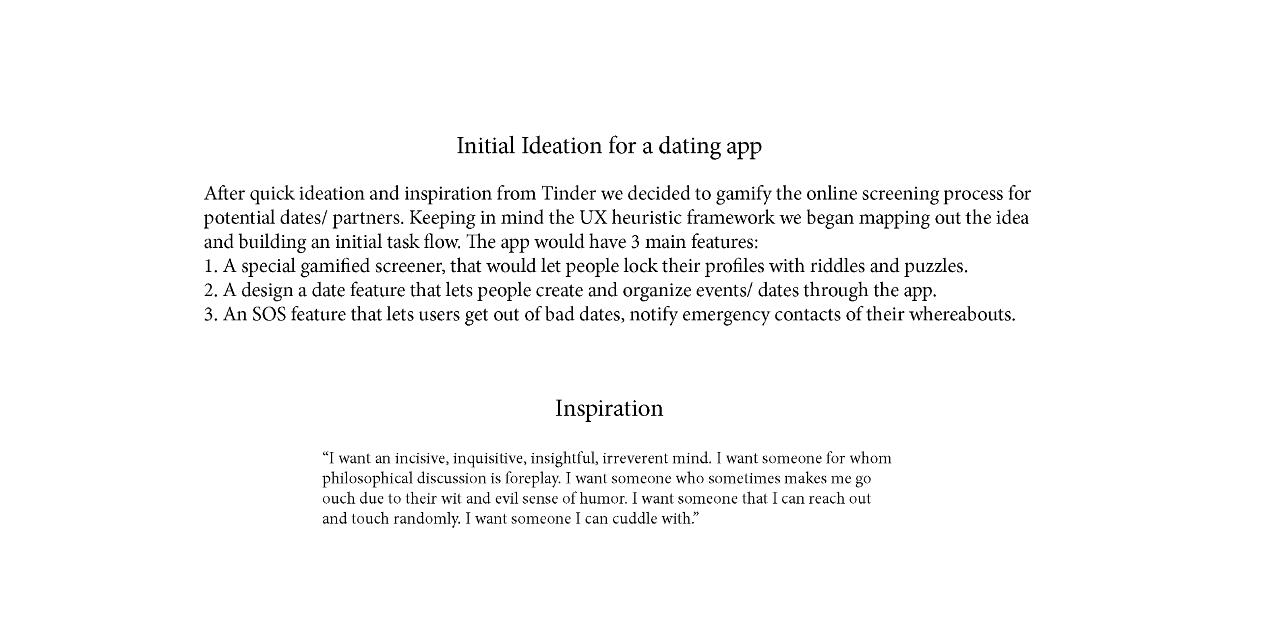 Initial Ideation for a dating app
After quick ideation and inspiration from Tinder we decided to gamify the online screening process for
potential dates/ partners. Keeping in mind the UX heuristic framework we began mapping out the idea
and building an initial task flow. The app would have 3 main features:
1. A special gamified screener, that would let people lock their profiles with riddles and puzzles.
2. A design a date feature that lets people create and organize events/ dates through the app.
3. An SOS feature that lets users get out of bad dates, notify emergency contacts of their whereabouts.
Inspiration
“I want an incisive, inquisitive, insightful, irreverent mind. I want someone for whom
philosophical discussion is foreplay. I want someone who sometimes makes me go
ouch due to their wit and evil sense of humor. I want someone that I can reach out
and touch randomly. I want someone I can cuddle with.”